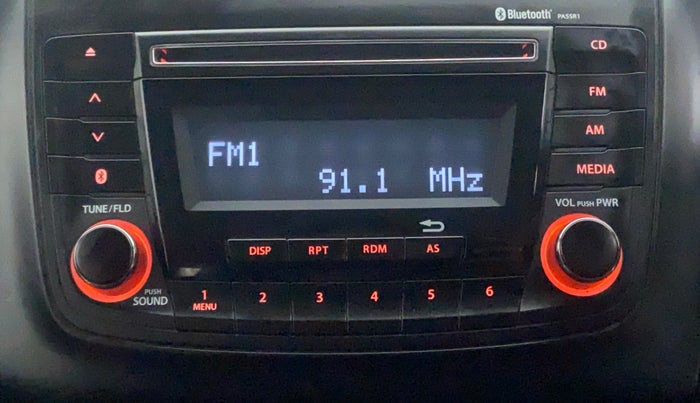 Bluetooth PA5SR1
CD
FM
AM
MEDIA
FM1
91.1 MHz
TUNE/FLD
VOL PUSH PWR
DISP RPT RDM AS
PUSH SOUND
1 MENU 2 3 4 5 6